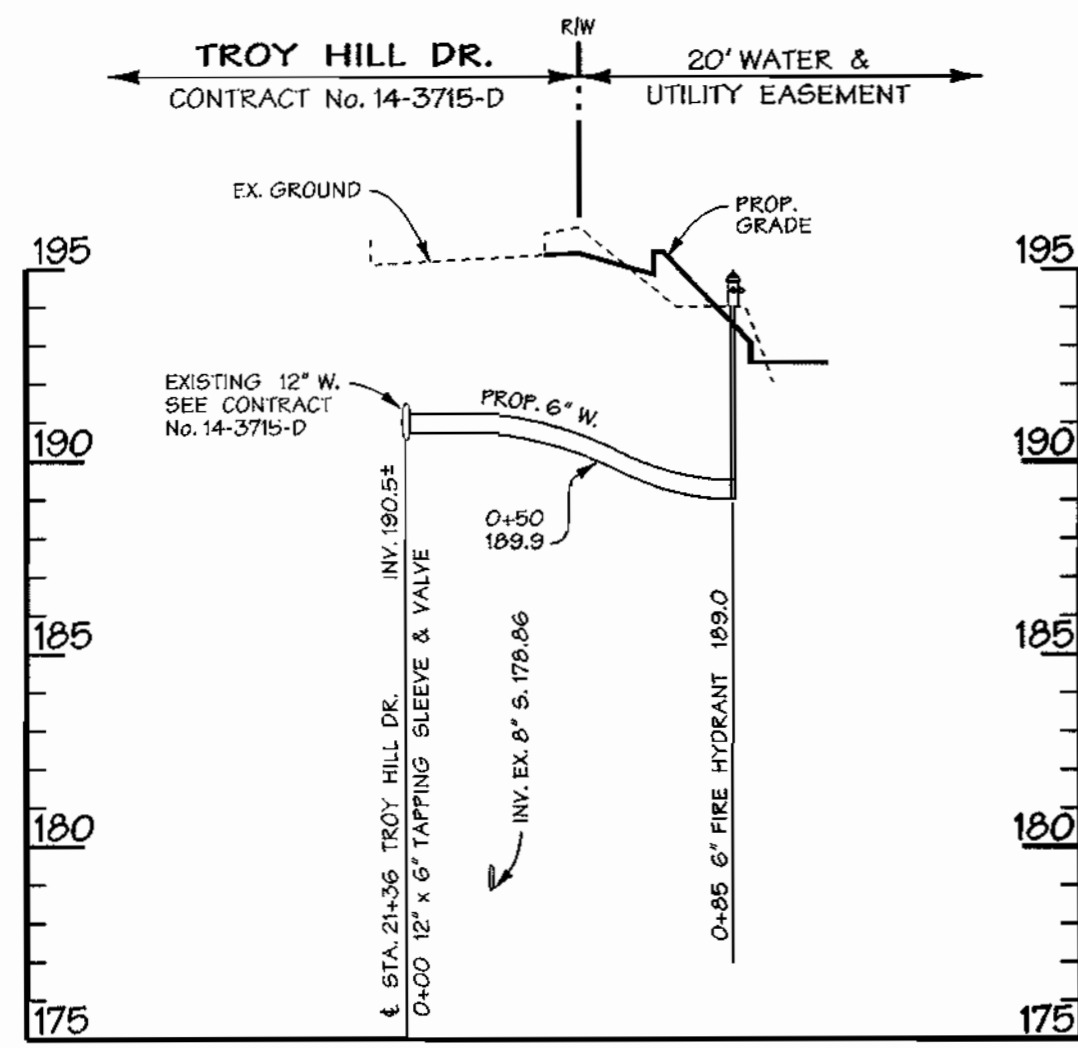 R/W
TROY HILL DR.
CONTRACT No. 14-3715-D
20' WATER &
UTILITY EASEMENT
EX. GROUND
PROP.
GRADE
195
195
EXISTING 12" W.
SEE CONTRACT
No. 14-3715-D
PROP. 6" W.
190
190
INV. 190.5±
0+50
189.9
185
185
℄ STA. 21+36 TROY HILL DR.
0+00 12" x 6" TAPPING SLEEVE & VALVE
INV. EX. 8" S. 178.86
0+85 6" FIRE HYDRANT 189.0
180
180
175
175